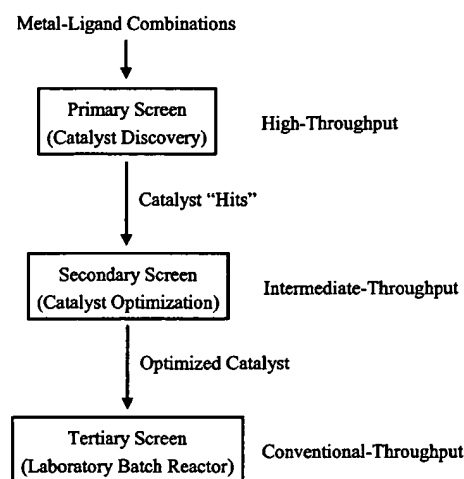 Metal-Ligand Combinations
Primary Screen
(Catalyst Discovery)
High-Throughput
Catalyst “Hits”
Secondary Screen
(Catalyst Optimization)
Intermediate-Throughput
Optimized Catalyst
Tertiary Screen
(Laboratory Batch Reactor)
Conventional-Throughput